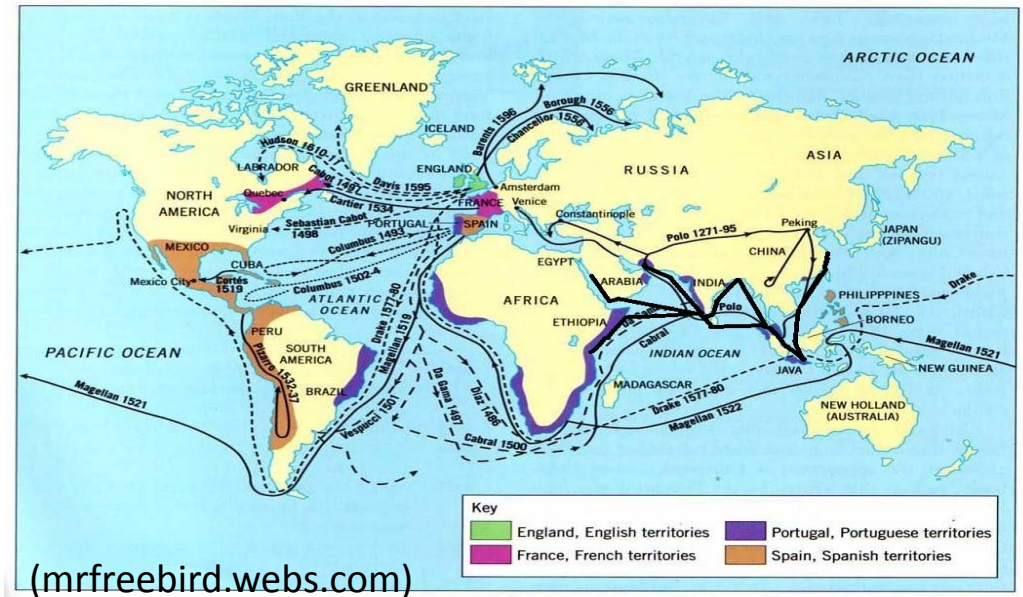 ARCTIC OCEAN
GREENLAND
ICELAND
Barents 1596
Borough 1556
Chancellor 1556
Hudson 1610-1
LABRADOR
Cabot 1497
Davis 1595
ENGLAND
Amsterdam
RUSSIA
ASIA
NORTH
AMERICA
Quebec
Cartier 1534
FRANCE
Venice
Constantinople
Virginia
Sebastian Cabot
1498
PORTUGAL
SPAIN
Polo 1271-95
Peking
CHINA
JAPAN
(ZIPANGU)
MEXICO
Columbus 1493
CUBA
Mexico City
Cortés
1519
Columbus 1502-4
ATLANTIC
OCEAN
EGYPT
ARABIA
INDIA
Polo
AFRICA
ETHIOPIA
Da Gama
Cabral
Drake
PHILIPPPINES
BORNEO
PERU
SOUTH
AMERICA
BRAZIL
Pizarro 1532-37
Drake 1577-80
Magellan 1519
PACIFIC OCEAN
INDIAN OCEAN
JAVA
Magellan 1521
NEW GUINEA
Magellan 1521
Vespucci 1501
Da Gama 1497
Diaz 1486
Cabral 1500
MADAGASCAR
Drake 1577-80
Magellan 1522
NEW HOLLAND
(AUSTRALIA)
Key
England, English territories
France, French territories
Portugal, Portuguese territories
Spain, Spanish territories
(mrfreebird.webs.com)